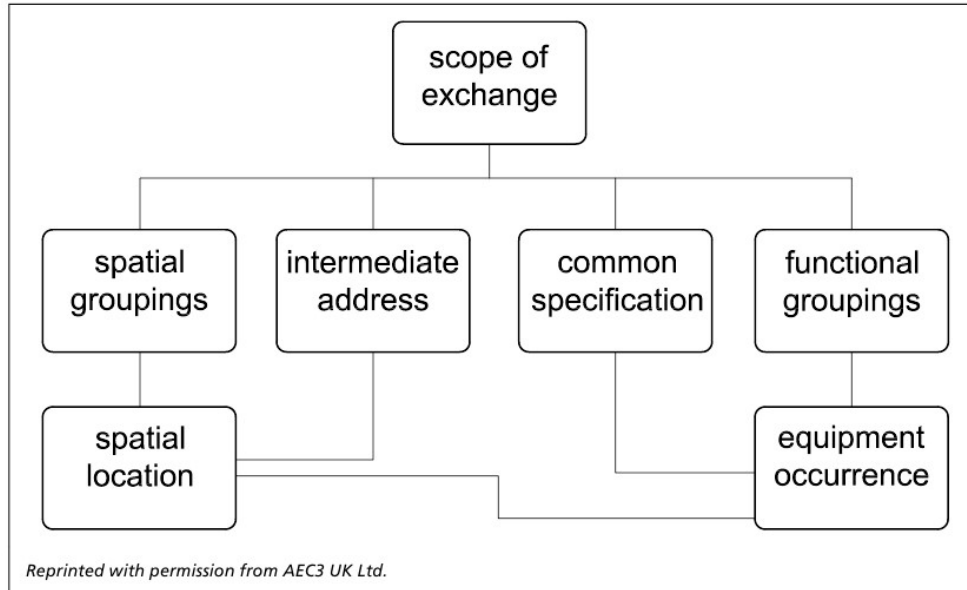 scope of
exchange
spatial
groupings
intermediate
address
common
specification
functional
groupings
spatial
location
equipment
occurrence
Reprinted with permission from AEC3 UK Ltd.